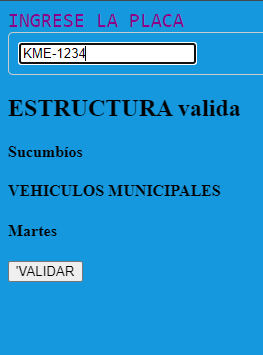 INGRESE LA PLACA
KME-1234
ESTRUCTURA valida
Sucumbíos
VEHICULOS MUNICIPALES
Martes
'VALIDAR